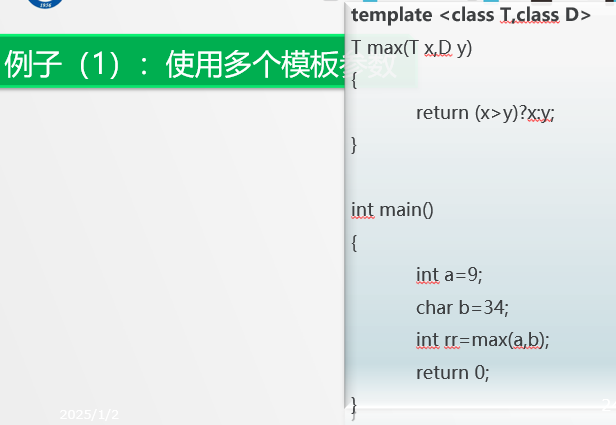 例子（1）：使用多个模板参数
template <class T,class D>
T max(T x,D y)
{
return (x>y)?x:y;
}
int main()
{
int a=9;
char b=34;
int rr=max(a,b);
return 0;
}
2025/1/2